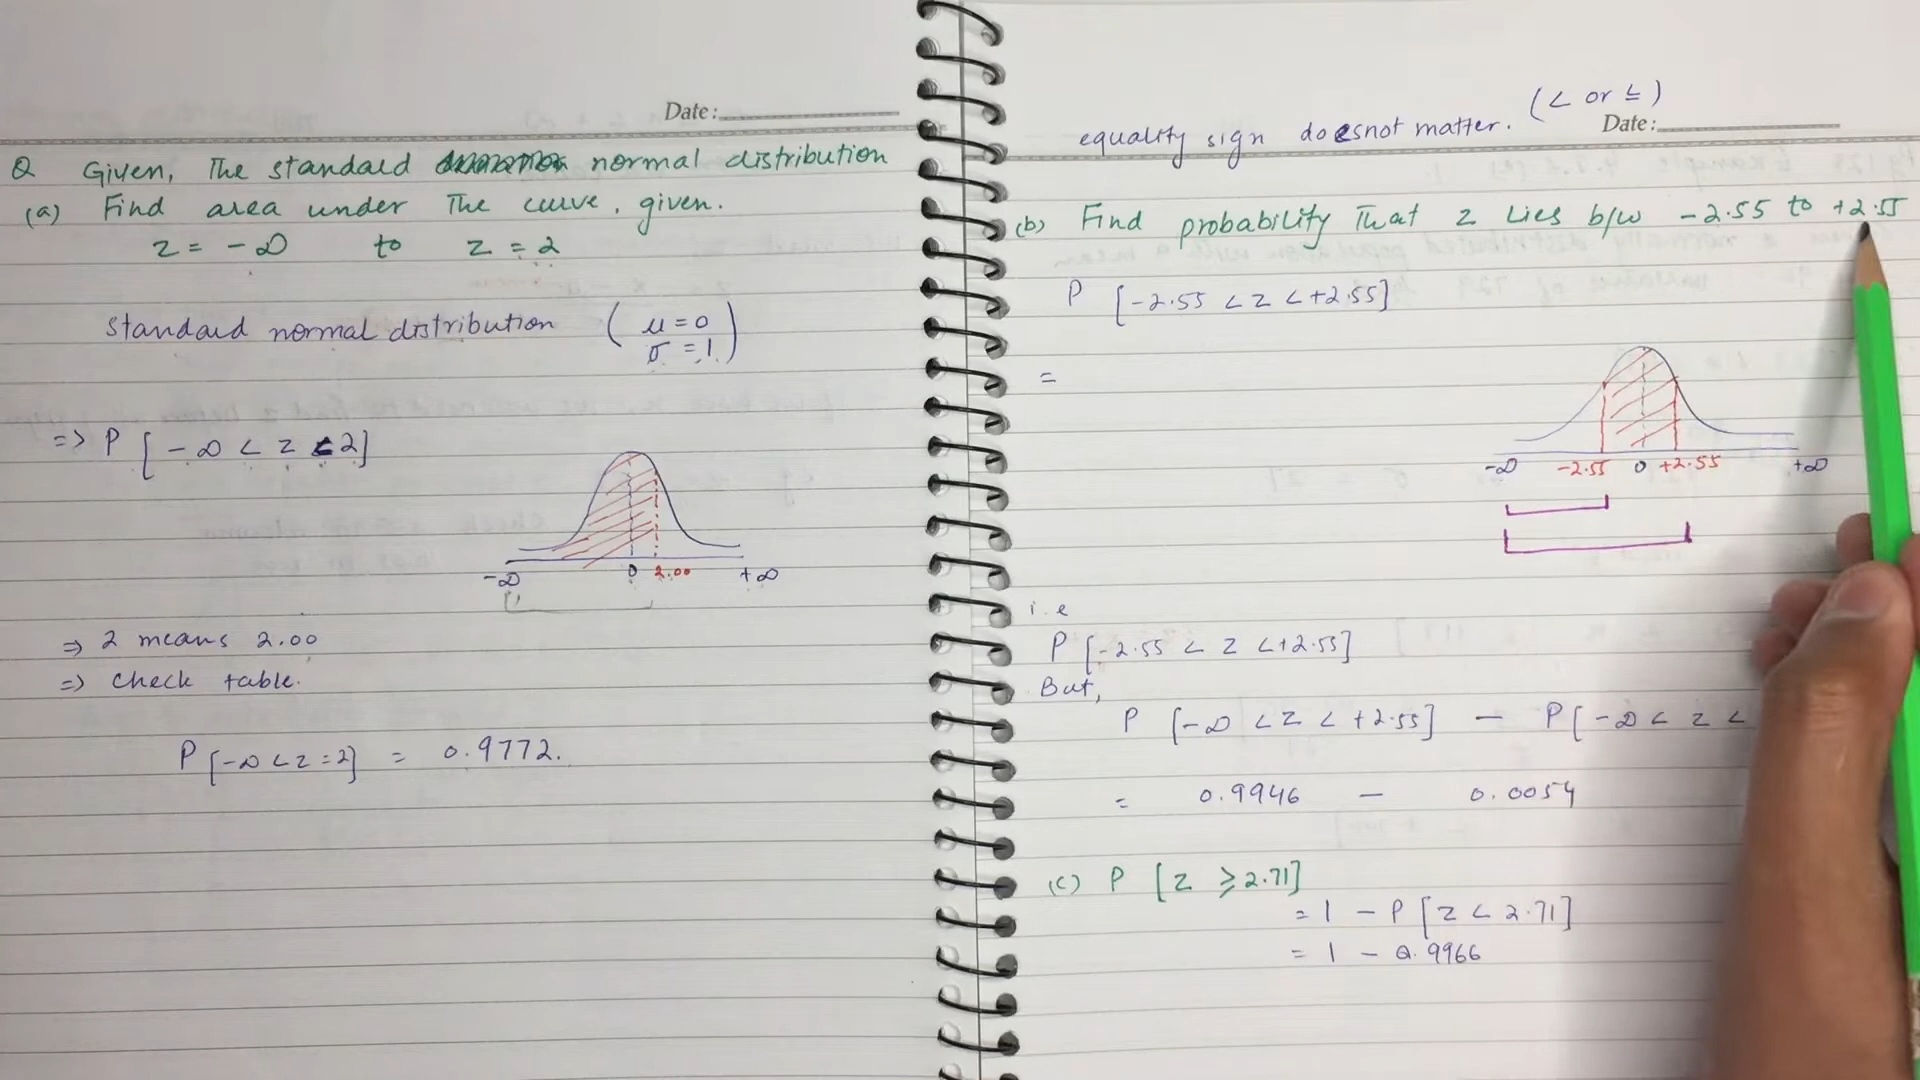 Date:
Q Given, The standard normal distribution
(a) Find area under The curve, given.
z = -∞ to z = 2
Standard normal distribution ( μ = 0
σ = 1 )
=> P [ -∞ < z < 2 ]
-∞ 0 2.00 +∞
=> 2 means 2.00
=> Check table.
P [-∞ < z = 2] = 0.9772.
(< or ≤)
equality sign doesnot matter.
Date:
(b) Find probability That z Lies b/w -2.55 to +2.55
P [-2.55 < z < +2.55]
=
-∞ -2.55 0 +2.55 +∞
i.e
P [-2.55 < z < +2.55]
But,
P [-∞ < z < +2.55] - P [-∞ < z <
= 0.9946 - 0.0054
(c) P [z ≥ 2.71]
= 1 - P [z < 2.71]
= 1 - 0.9966